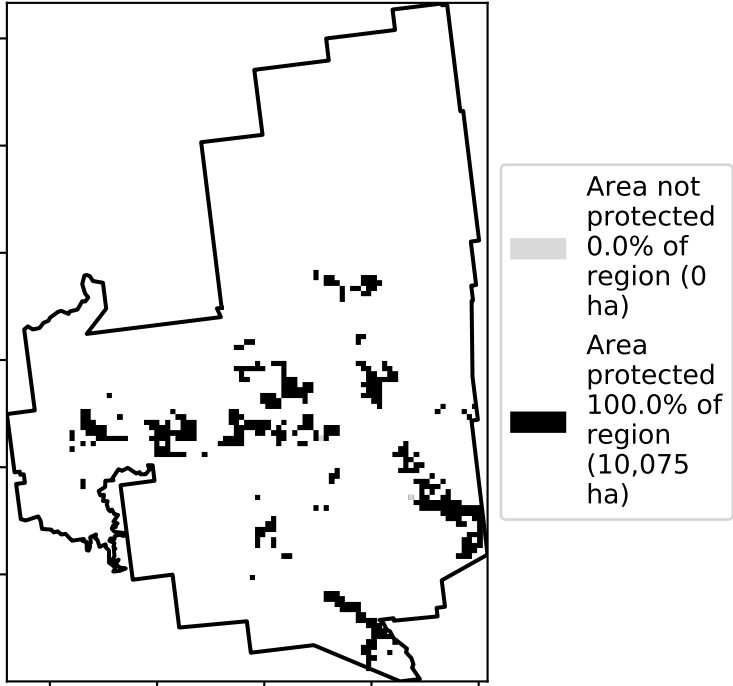 Area not
protected
0.0% of
region (0
ha)
Area
protected
100.0% of
region
(10,075
ha)